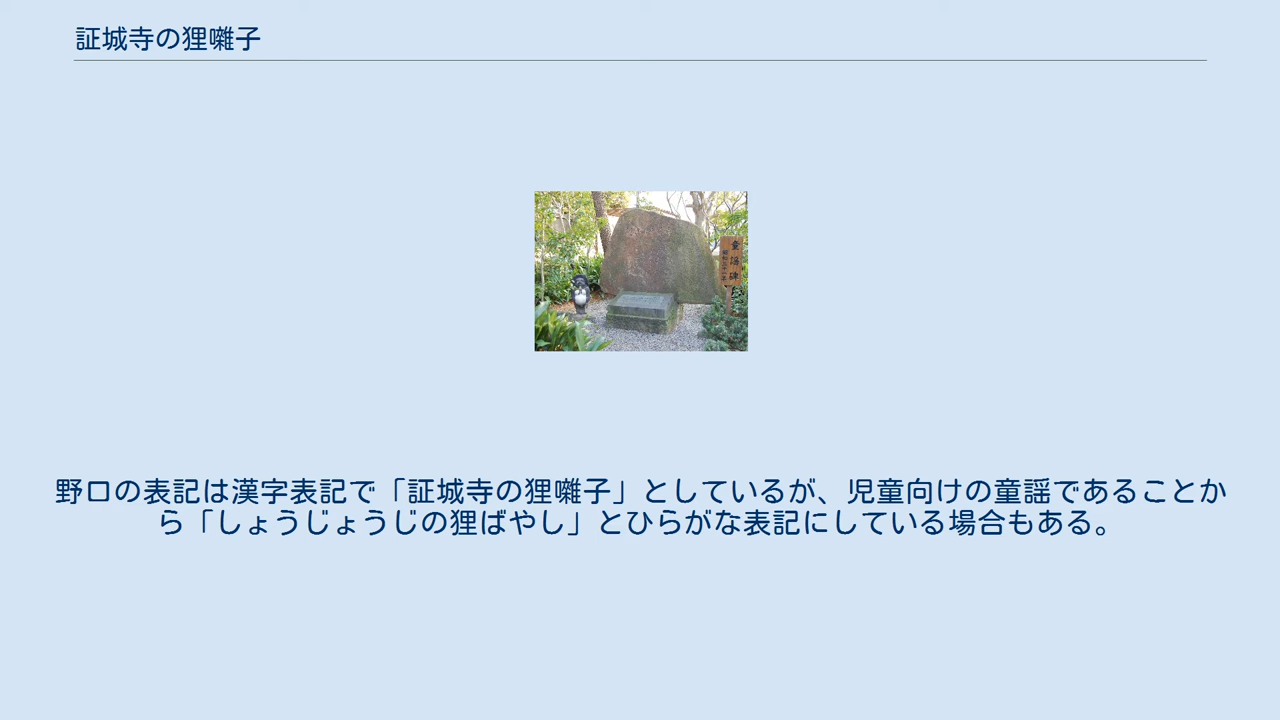 証城寺の狸囃子
童謡碑
野口の表記は漢字表記で「証城寺の狸囃子」としているが、児童向けの童謡であることか
ら「しょうじょうじの狸ばやし」とひらがな表記にしている場合もある。